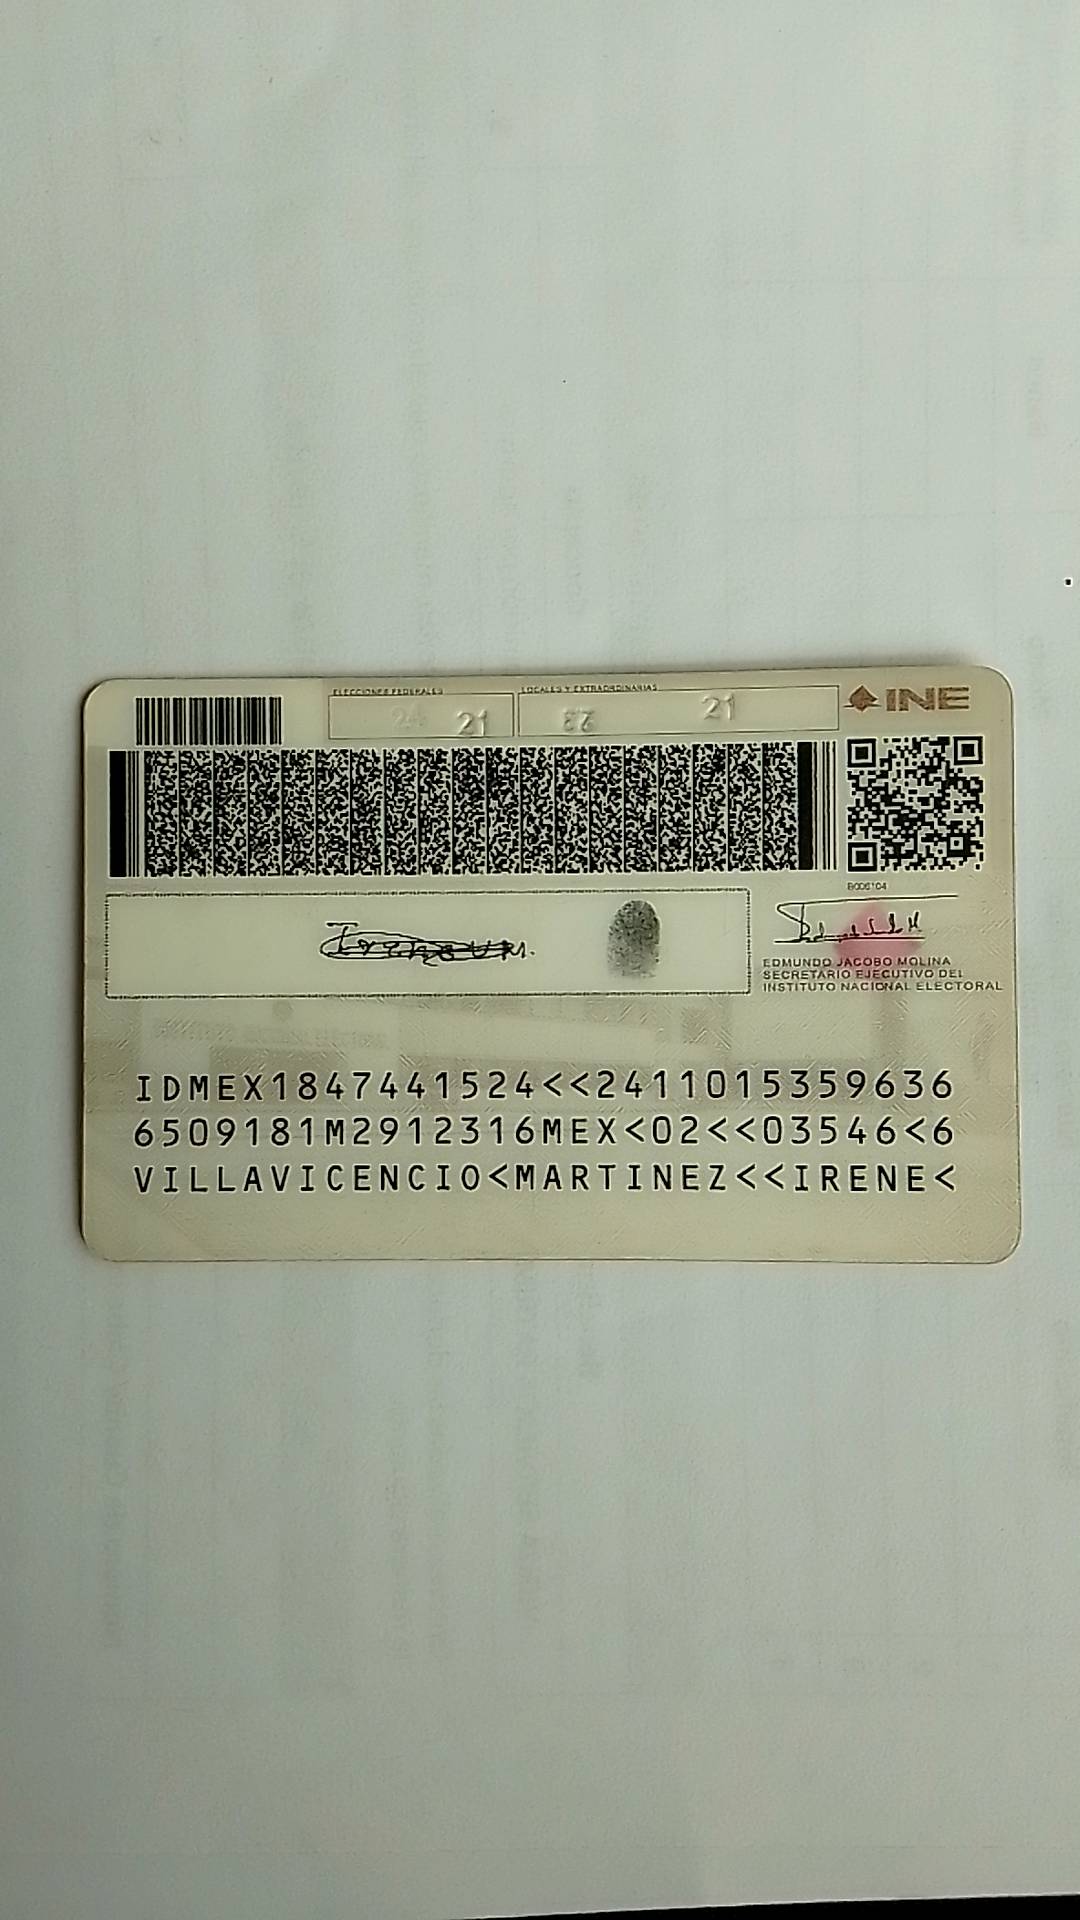 ELECCIONES FEDERALES
LOCALES Y EXTRAORDINARIAS
INE
24 21
21
EDMUNDO JACOBO MOLINA
SECRETARIO EJECUTIVO DEL
INSTITUTO NACIONAL ELECTORAL
IDMEX1847441524<<2411015359636
6509181M2912316MEX<02<<03546<6
VILLAVICENCIO<MARTINEZ<<IRENE<